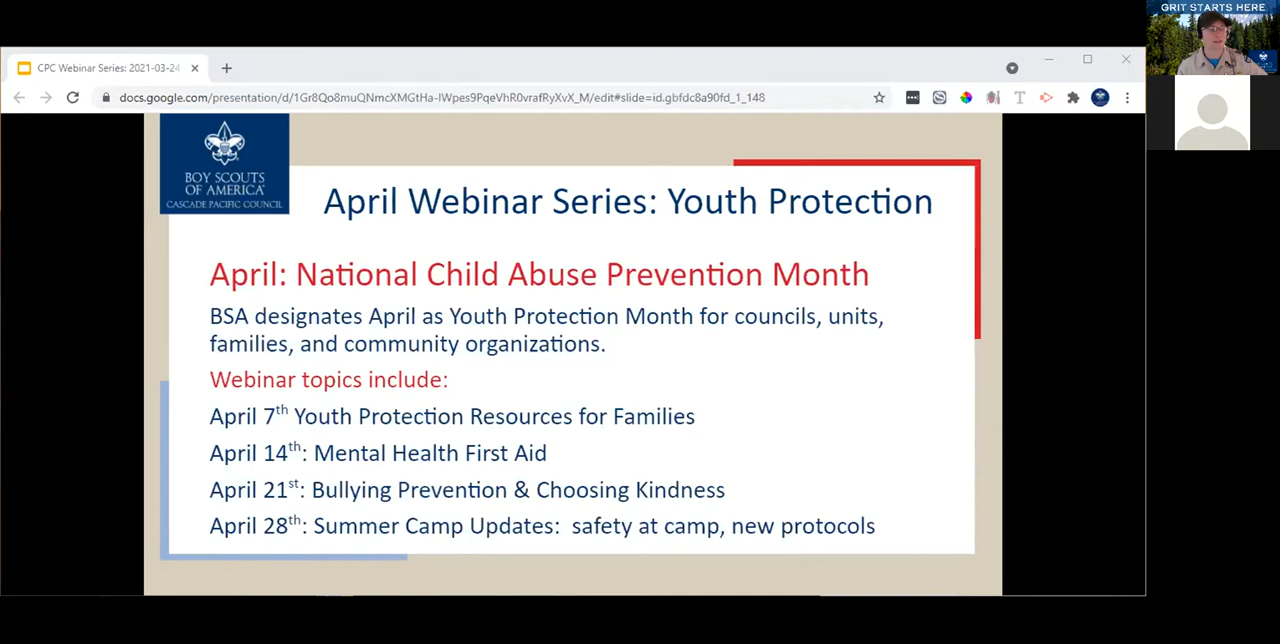 GRIT STARTS HERE
CPC Webinar Series: 2021-03-24
docs.google.com/presentation/d/1Gr8Qo8muQNmcXMGtHa-IWpes9PqeVhR0vrafRyXvX_M/edit#slide=id.gbfdc8a90fd_1_148
BOY SCOUTS
OF AMERICA
CASCADE PACIFIC COUNCIL
April Webinar Series: Youth Protection
April: National Child Abuse Prevention Month
BSA designates April as Youth Protection Month for councils, units,
families, and community organizations.
Webinar topics include:
April 7th Youth Protection Resources for Families
April 14th: Mental Health First Aid
April 21st: Bullying Prevention & Choosing Kindness
April 28th: Summer Camp Updates: safety at camp, new protocols